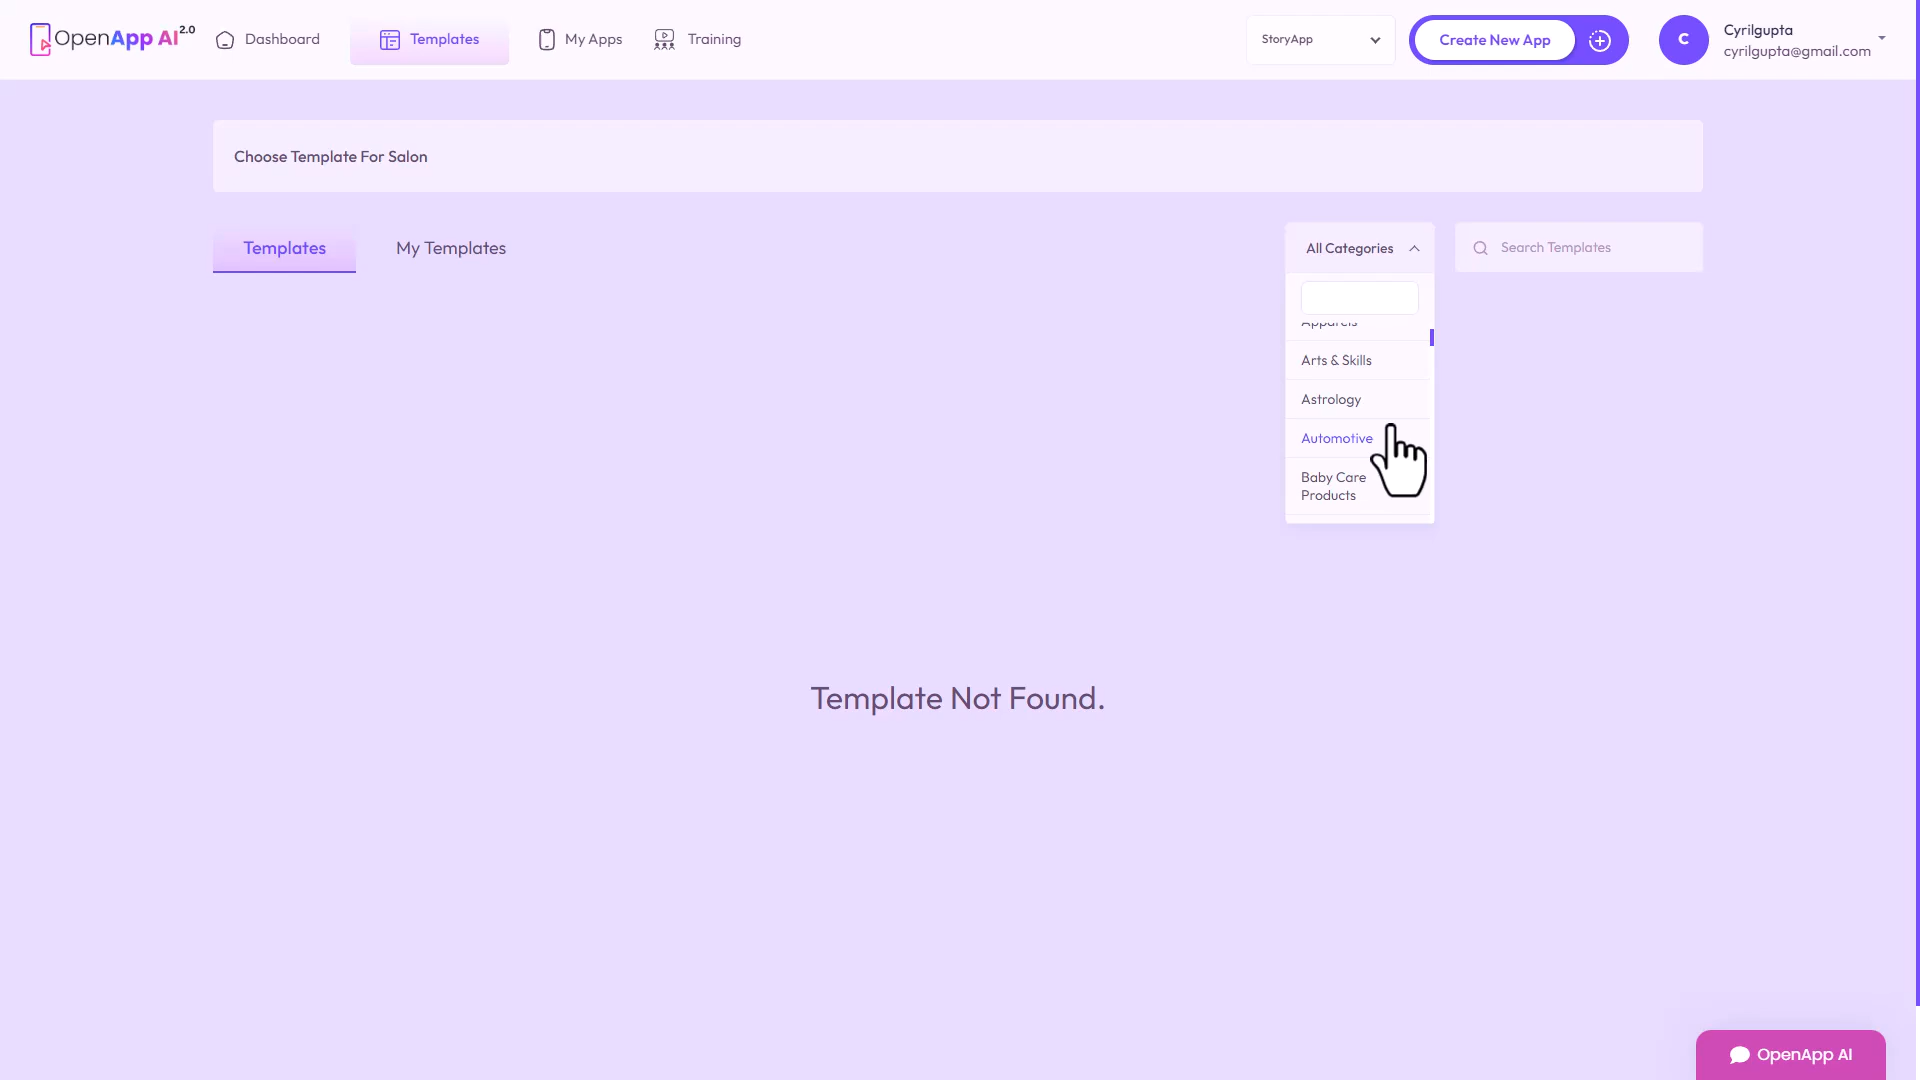 OpenApp AI 2.0
Dashboard
Templates
My Apps
Training
StoryApp
Create New App
C
Cyrilgupta
cyrilgupta@gmail.com
Choose Template For Salon
Templates
My Templates
All Categories
Search Templates
Apparels
Arts & Skills
Astrology
Automotive
Baby Care
Products
Template Not Found.
OpenApp AI